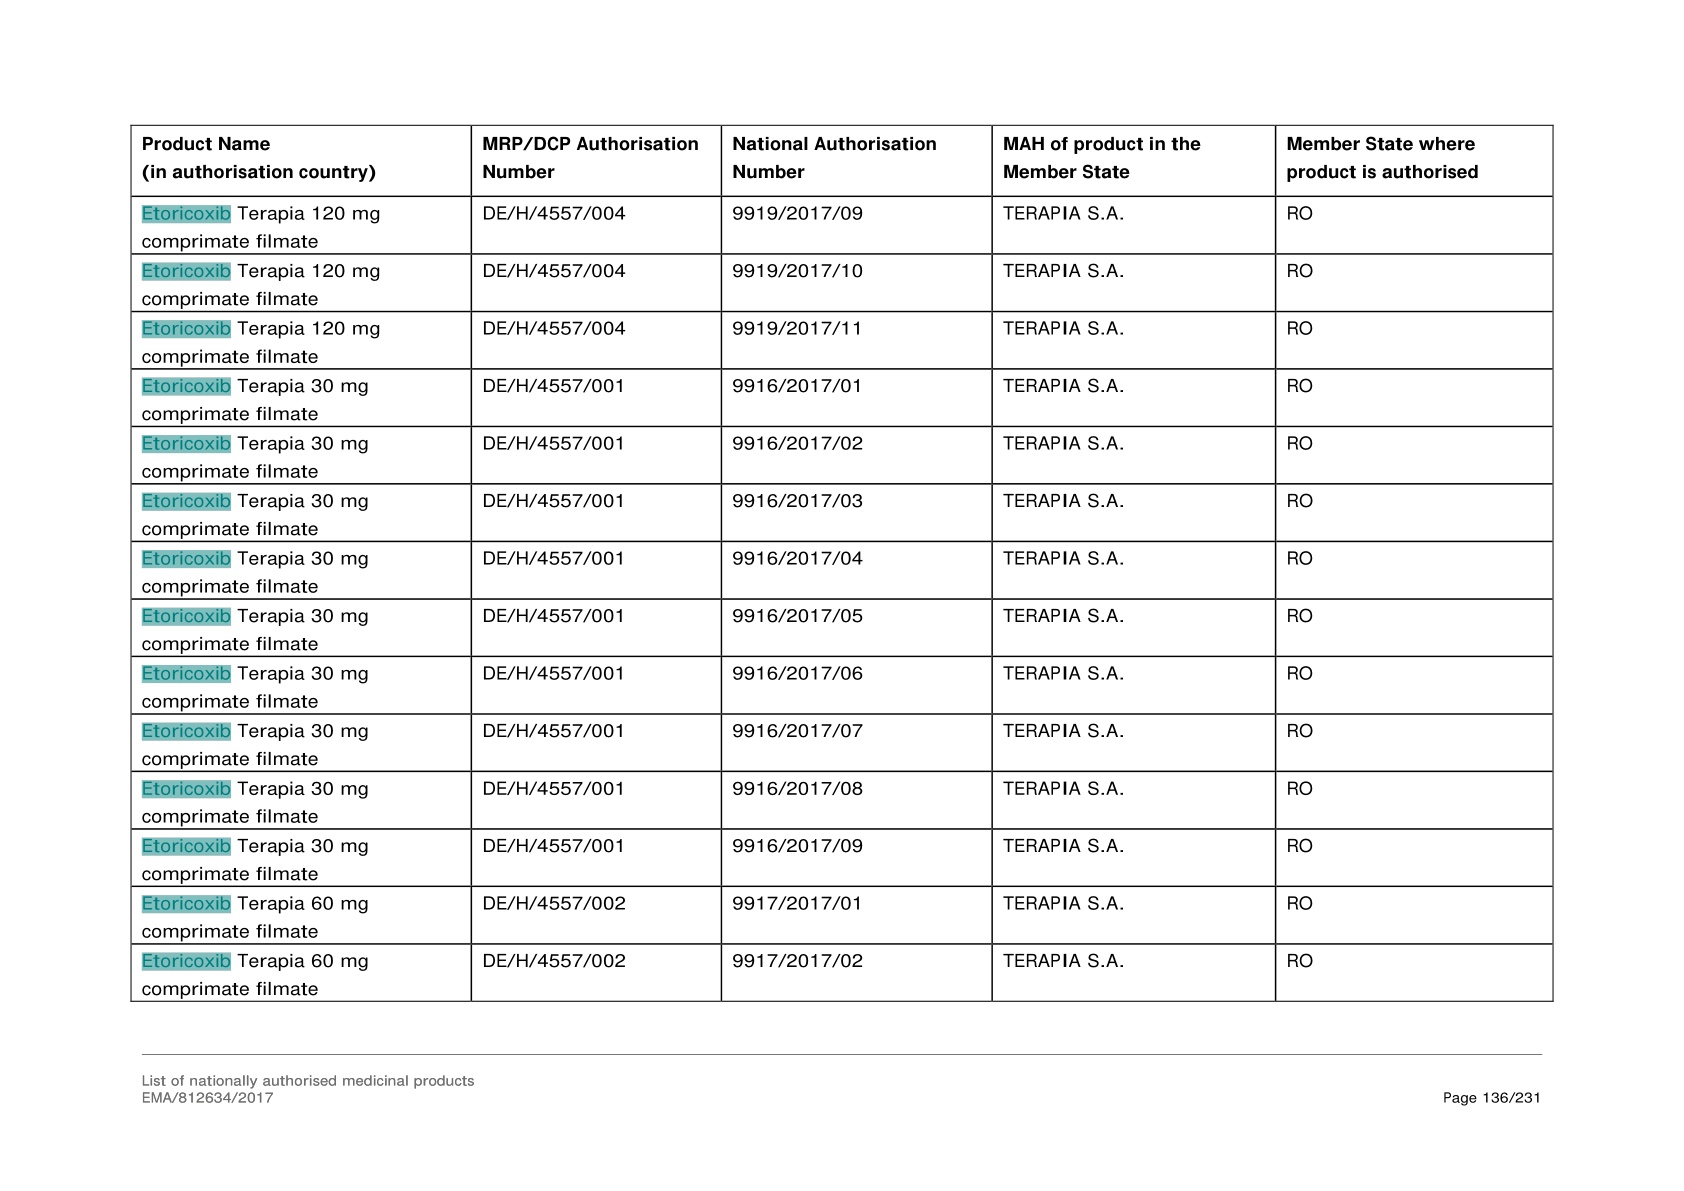 Product Name MRP/DCP Authorisation National Authorisation MAH of product in the Member State where
(in authorisation country) Number Number Member State product is authorised
Etoricoxib Terapia 120 mg DE/H/4557/004 9919/2017/09 TERAPIA S.A. RO
comprimate filmate
Etoricoxib Terapia 120 mg DE/H/4557/004 9919/2017/10 TERAPIA S.A. RO
comprimate filmate
Etoricoxib Terapia 120 mg DE/H/4557/004 9919/2017/11 TERAPIA S.A. RO
comprimate filmate
Etoricoxib Terapia 30 mg DE/H/4557/001 9916/2017/01 TERAPIA S.A. RO
comprimate filmate
Etoricoxib Terapia 30 mg DE/H/4557/001 9916/2017/02 TERAPIA S.A. RO
comprimate filmate
Etoricoxib Terapia 30 mg DE/H/4557/001 9916/2017/03 TERAPIA S.A. RO
comprimate filmate
Etoricoxib Terapia 30 mg DE/H/4557/001 9916/2017/04 TERAPIA S.A. RO
comprimate filmate
Etoricoxib Terapia 30 mg DE/H/4557/001 9916/2017/05 TERAPIA S.A. RO
comprimate filmate
Etoricoxib Terapia 30 mg DE/H/4557/001 9916/2017/06 TERAPIA S.A. RO
comprimate filmate
Etoricoxib Terapia 30 mg DE/H/4557/001 9916/2017/07 TERAPIA S.A. RO
comprimate filmate
Etoricoxib Terapia 30 mg DE/H/4557/001 9916/2017/08 TERAPIA S.A. RO
comprimate filmate
Etoricoxib Terapia 30 mg DE/H/4557/001 9916/2017/09 TERAPIA S.A. RO
comprimate filmate
Etoricoxib Terapia 60 mg DE/H/4557/002 9917/2017/01 TERAPIA S.A. RO
comprimate filmate
Etoricoxib Terapia 60 mg DE/H/4557/002 9917/2017/02 TERAPIA S.A. RO
comprimate filmate
List of nationally authorised medicinal products
EMA/812634/2017 Page 136/231